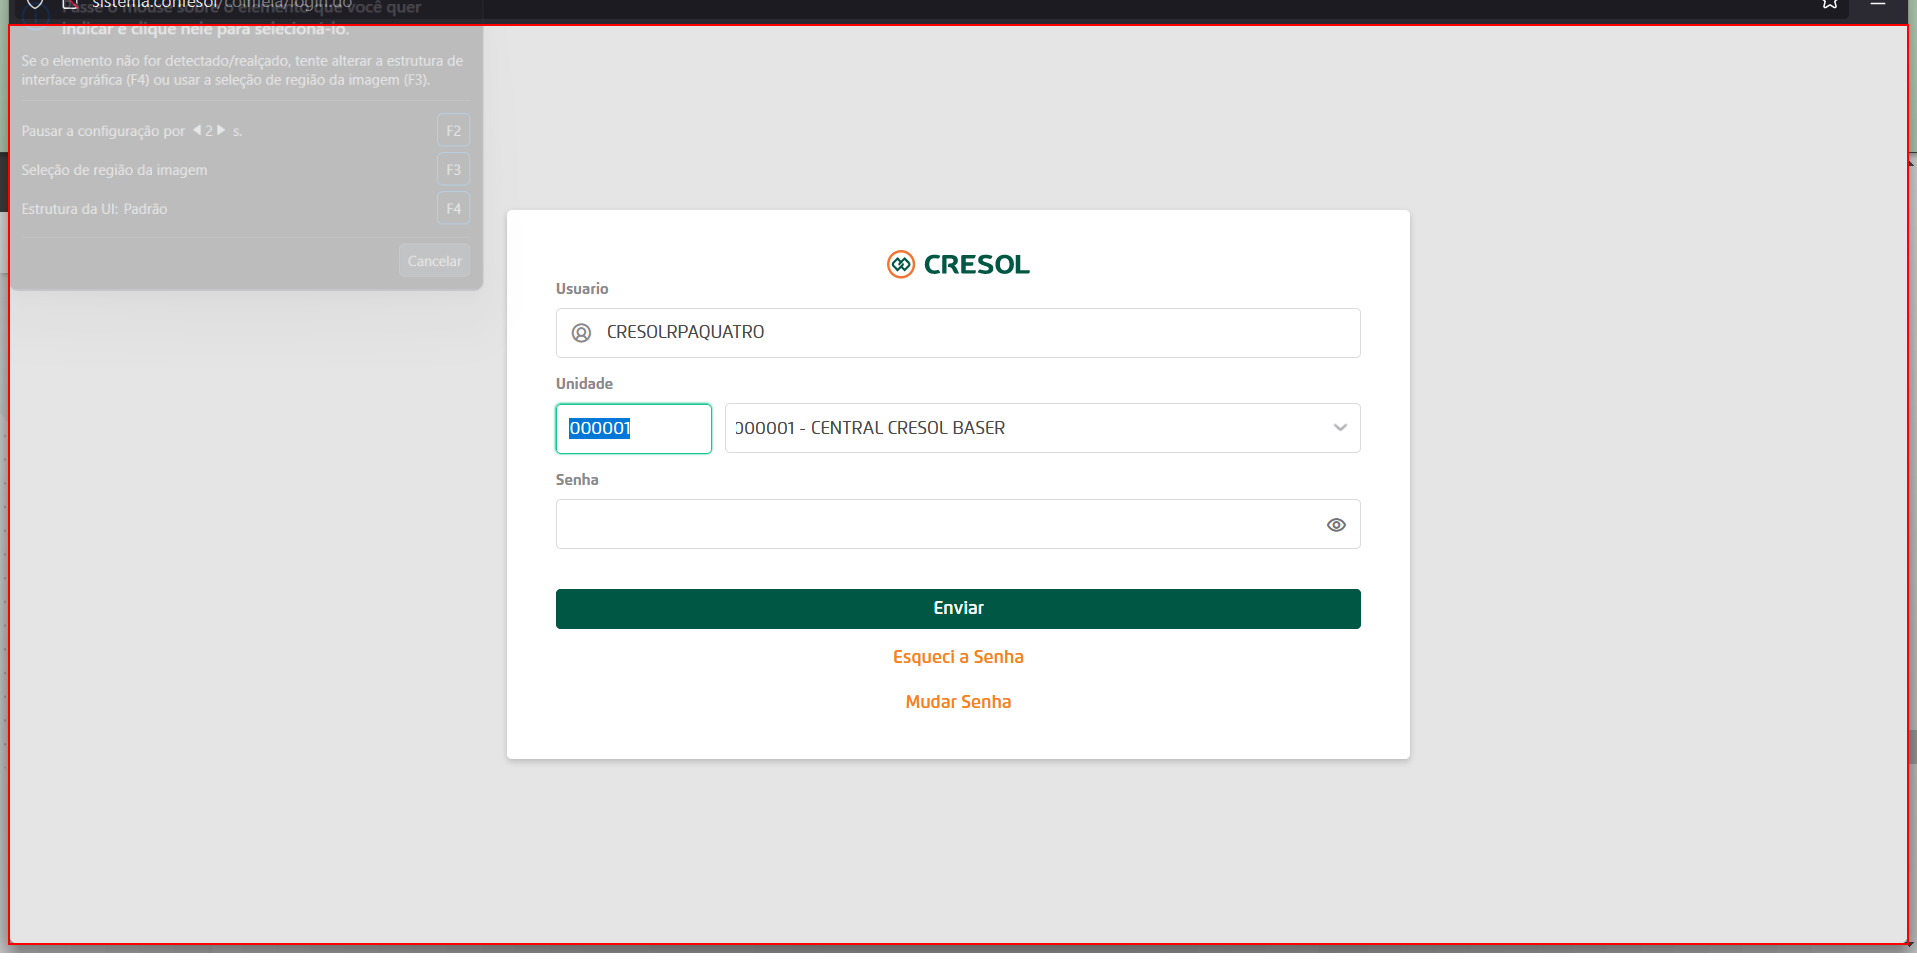 sistema.confesol/colmeia/login.do
Passe o mouse sobre o elemento que você quer
indicar e clique nele para selecioná-lo.
Se o elemento não for detectado/realçado, tente alterar a estrutura de
interface gráfica (F4) ou usar a seleção de região da imagem (F3).
Pausar a configuração por 2 s.
F2
Seleção de região da imagem
F3
Estrutura da UI: Padrão
F4
Cancelar
CRESOL
Usuario
CRESOLRPAQUATRO
Unidade
000001
000001 - CENTRAL CRESOL BASER
Senha
Enviar
Esqueci a Senha
Mudar Senha